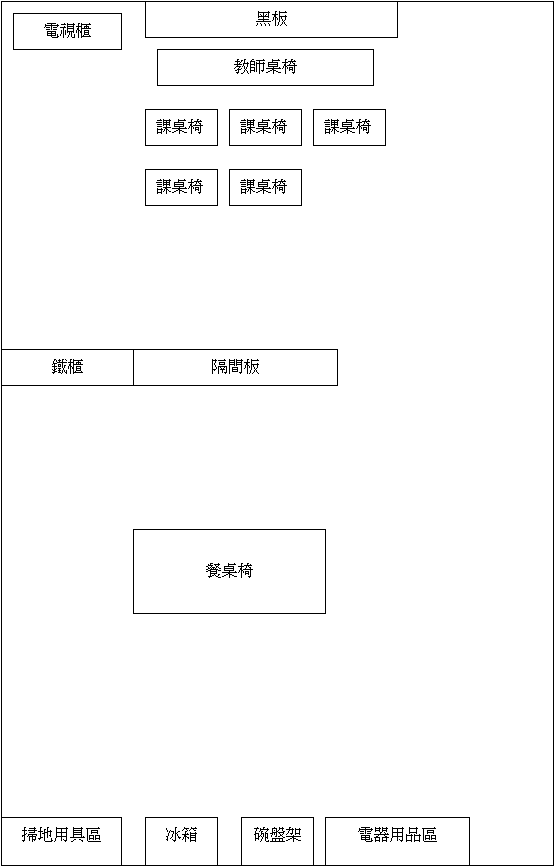 黑板
電視櫃
教師桌椅
課桌椅 課桌椅 課桌椅
課桌椅 課桌椅
鐵櫃 隔間板
餐桌椅
掃地用具區 冰箱 碗盤架 電器用品區